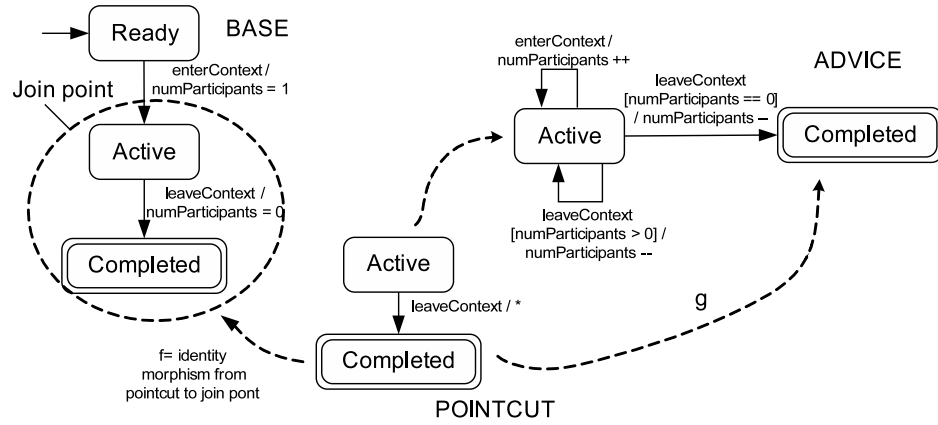 Ready
BASE
enterContext /
numParticipants = 1
Join point
Active
leaveContext /
numParticipants = 0
Completed
f= identity
morphism from
pointcut to join pont
Active
leaveContext / *
Completed
POINTCUT
enterContext /
numParticipants ++
ADVICE
leaveContext
[numParticipants == 0]
/ numParticipants –
Active
Completed
leaveContext
[numParticipants > 0] /
numParticipants --
g